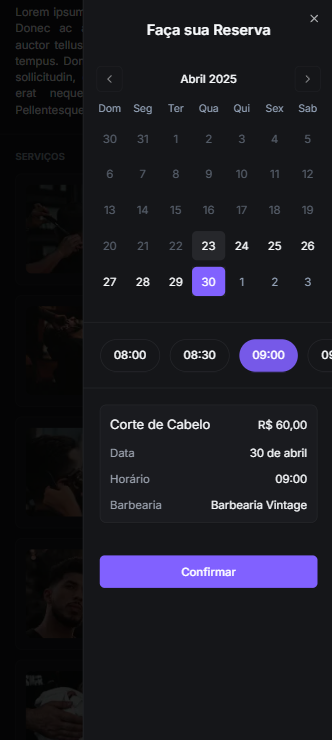 Lorem Ipsum
Donec ac a
auctor tellus
tempus. Don
sollicitudin,
erat neque
Pellentesque
SERVIÇOS
Faça sua Reserva
Abril 2025
Dom Seg Ter Qua Qui Sex Sab
30 31 1 2 3 4 5
6 7 8 9 10 11 12
13 14 15 16 17 18 19
20 21 22 23 24 25 26
27 28 29 30 1 2 3
08:00 08:30 09:00 09
Corte de Cabelo R$ 60,00
Data 30 de abril
Horário 09:00
Barbearia Barbearia Vintage
Confirmar